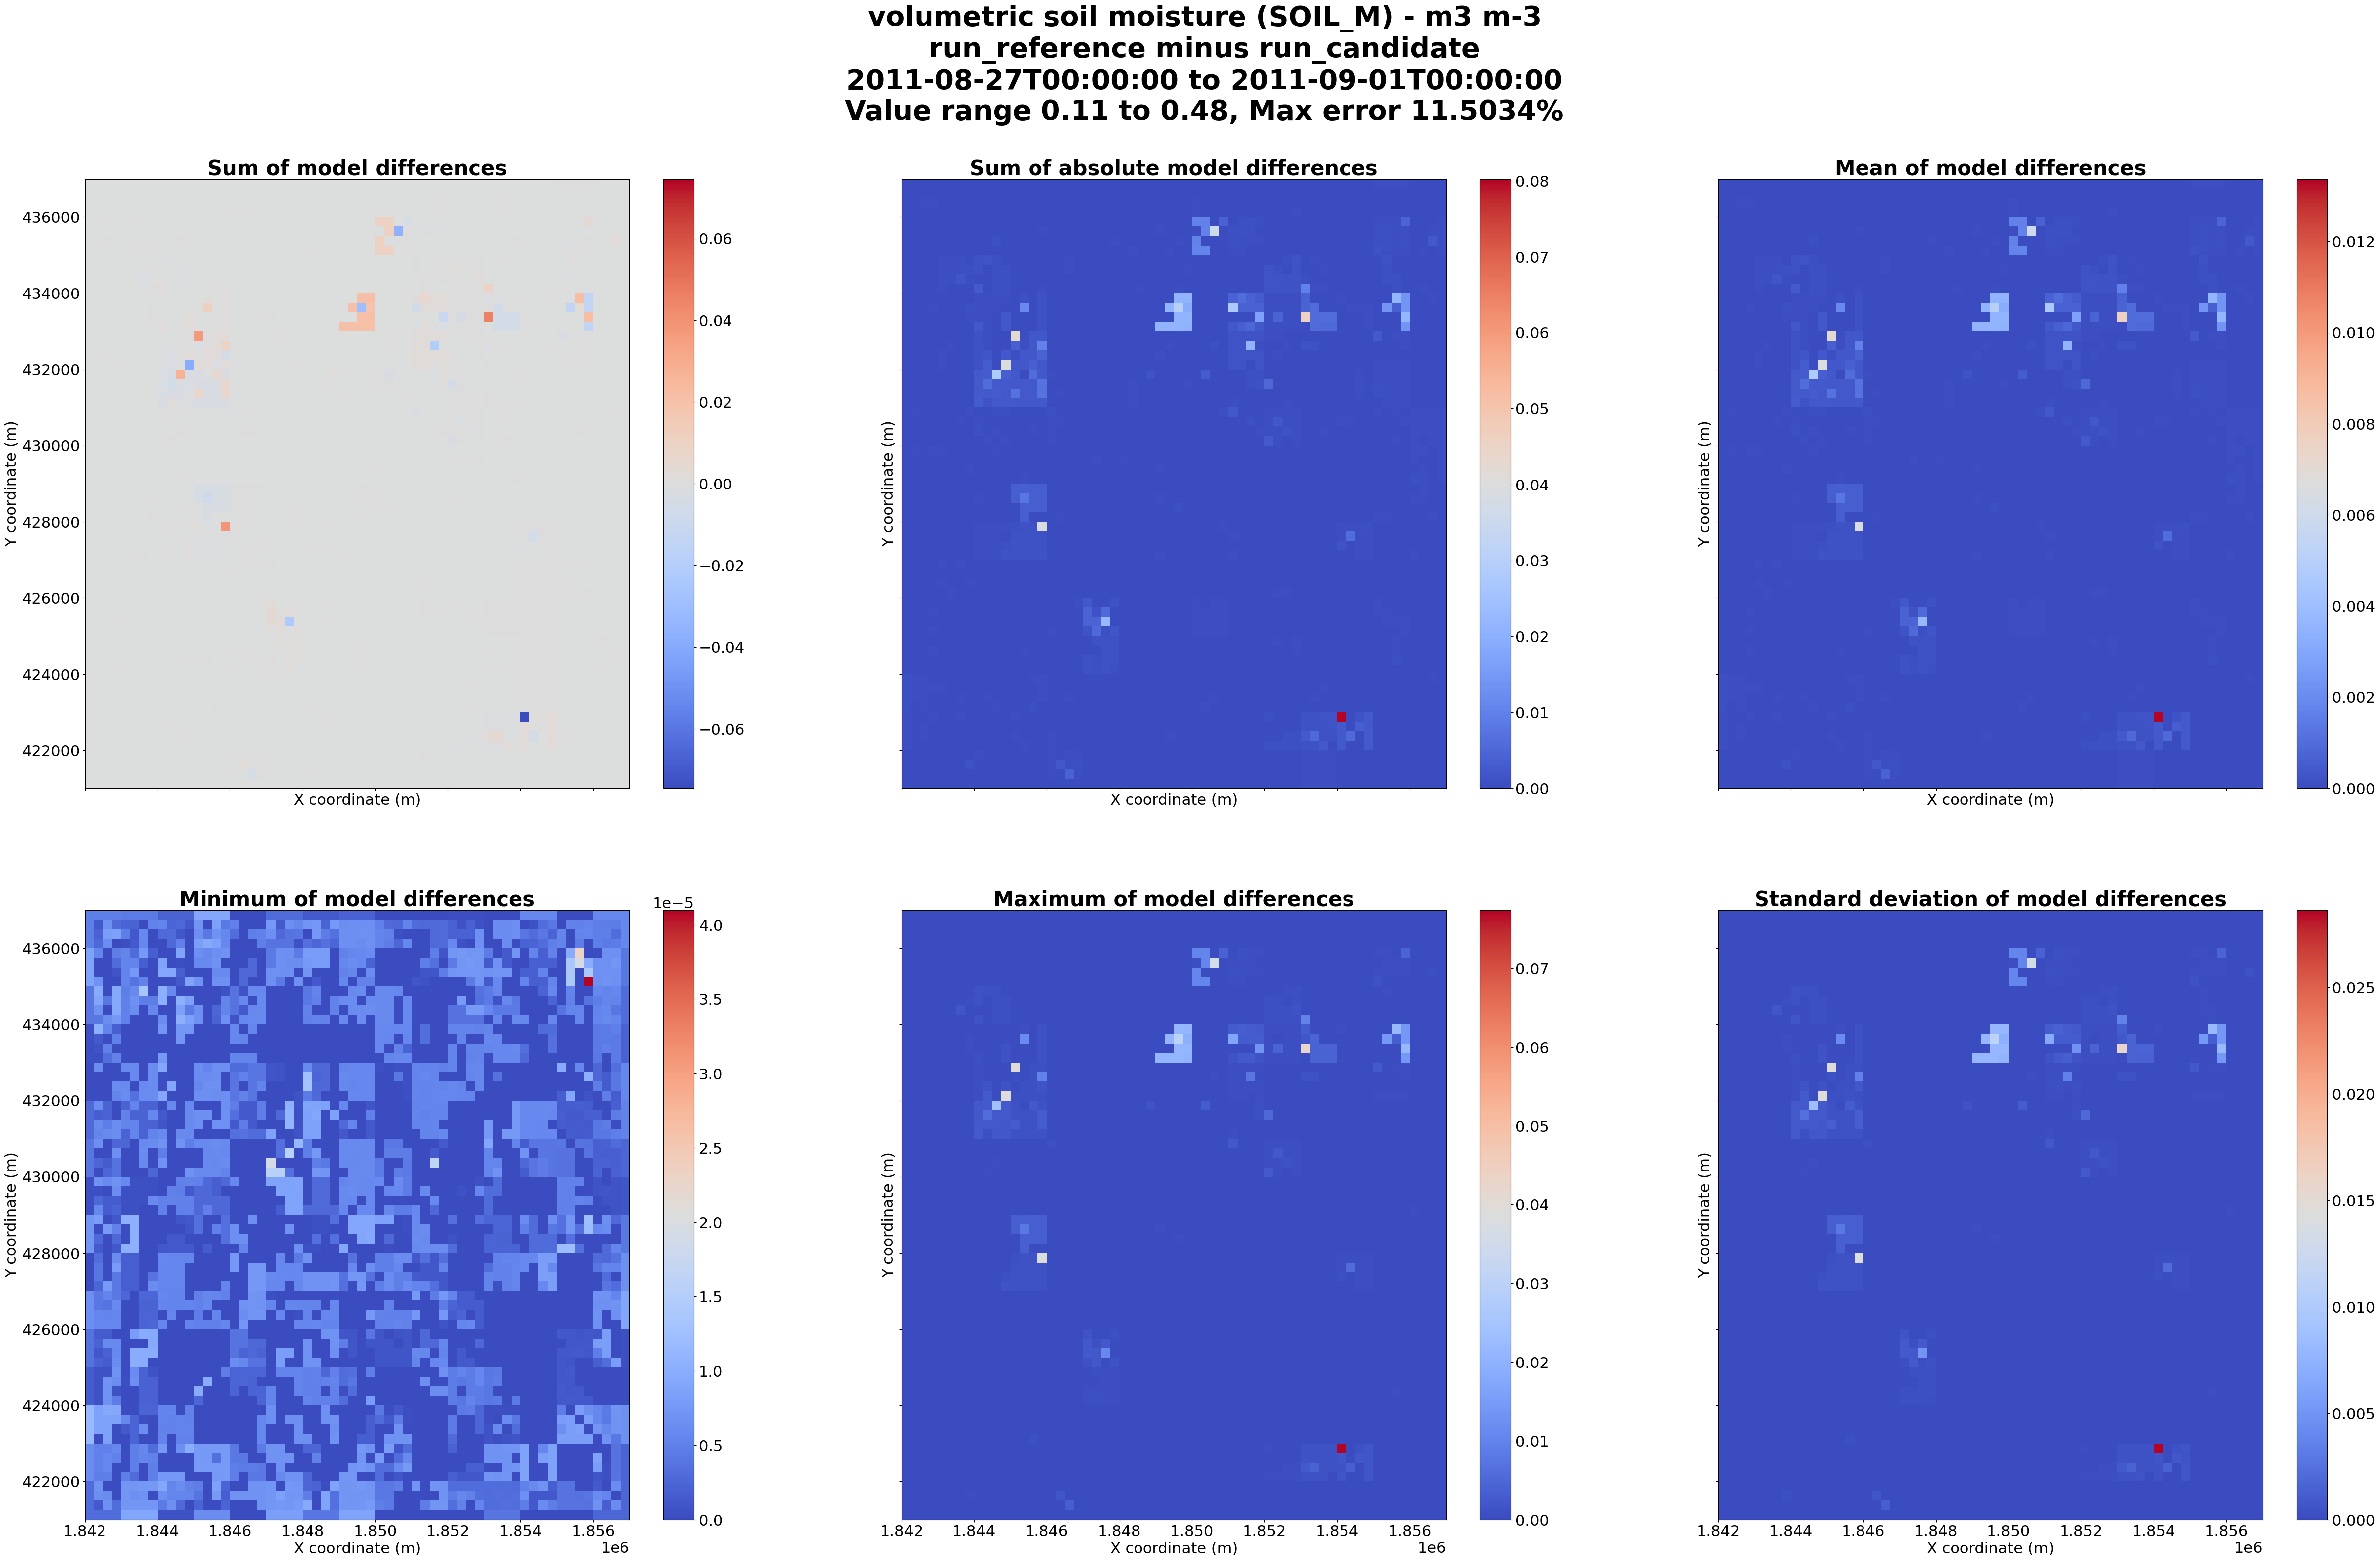 volumetric soil moisture (SOIL_M) - m3 m-3
run_reference minus run_candidate
2011-08-27T00:00:00 to 2011-09-01T00:00:00
Value range 0.11 to 0.48, Max error 11.5034%
Sum of model differences
Y coordinate (m)
436000
434000
432000
430000
428000
426000
424000
422000
X coordinate (m)
0.06
0.04
0.02
0.00
−0.02
−0.04
−0.06
Sum of absolute model differences
Y coordinate (m)
X coordinate (m)
0.08
0.07
0.06
0.05
0.04
0.03
0.02
0.01
0.00
Mean of model differences
Y coordinate (m)
X coordinate (m)
0.012
0.010
0.008
0.006
0.004
0.002
0.000
Minimum of model differences
Y coordinate (m)
436000
434000
432000
430000
428000
426000
424000
422000
1.842 1.844 1.846 1.848 1.850 1.852 1.854 1.856
X coordinate (m)
1e6
1e−5
4.0
3.5
3.0
2.5
2.0
1.5
1.0
0.5
0.0
Maximum of model differences
Y coordinate (m)
1.842 1.844 1.846 1.848 1.850 1.852 1.854 1.856
X coordinate (m)
1e6
0.07
0.06
0.05
0.04
0.03
0.02
0.01
0.00
Standard deviation of model differences
Y coordinate (m)
1.842 1.844 1.846 1.848 1.850 1.852 1.854 1.856
X coordinate (m)
1e6
0.025
0.020
0.015
0.010
0.005
0.000